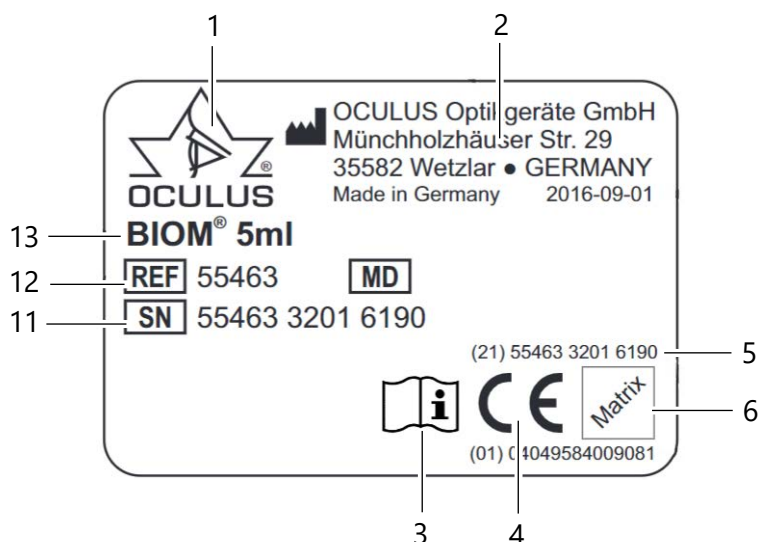 1
2
OCULUS Optikgeräte GmbH
Münchholzhäuser Str. 29
35582 Wetzlar ● GERMANY
Made in Germany 2016-09-01
®
OCULUS
13 BIOM® 5ml
12 REF 55463 MD
11 SN 55463 3201 6190
(21) 55463 3201 6190 5
i CE Matrix 6
(01) 04049584009081
3
4